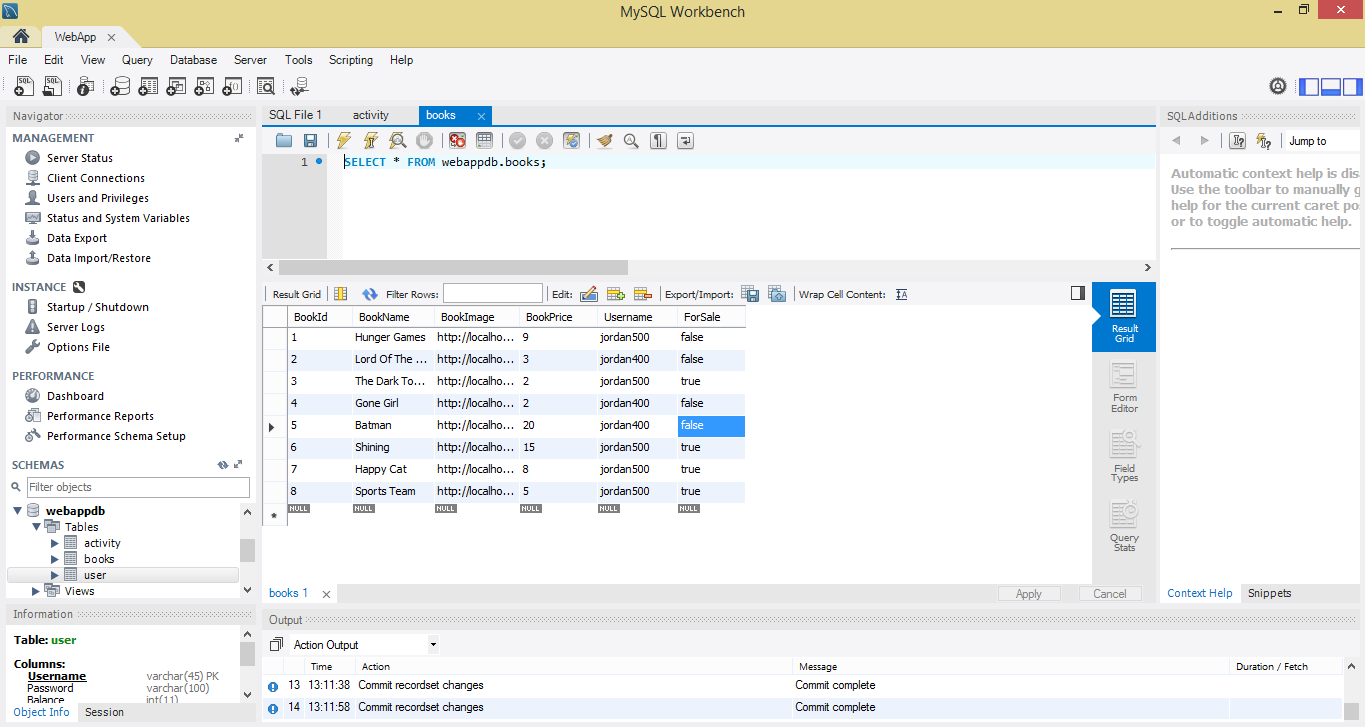 MySQL Workbench
WebApp
File Edit View Query Database Server Tools Scripting Help
Navigator
MANAGEMENT
Server Status
Client Connections
Users and Privileges
Status and System Variables
Data Export
Data Import/Restore
INSTANCE
Startup / Shutdown
Server Logs
Options File
PERFORMANCE
Dashboard
Performance Reports
Performance Schema Setup
SCHEMAS
Filter objects
webappdb
Tables
activity
books
user
Views
Information
Table: user
Columns:
Username varchar(45) PK
Password varchar(100)
Balance int(11)
Object Info Session
SQL File 1 activity books
1 SELECT * FROM webappdb.books;
Result Grid Filter Rows: Edit: Export/Import: Wrap Cell Content:
BookId BookName BookImage BookPrice Username ForSale
1 Hunger Games http://localho... 9 jordan500 false
2 Lord Of The ... http://localho... 3 jordan400 false
3 The Dark To... http://localho... 2 jordan500 true
4 Gone Girl http://localho... 2 jordan400 false
5 Batman http://localho... 20 jordan400 false
6 Shining http://localho... 15 jordan500 true
7 Happy Cat http://localho... 8 jordan500 true
8 Sports Team http://localho... 5 jordan500 true
NULL NULL NULL NULL NULL NULL
Result
Grid
Form
Editor
Field
Types
Query
Stats
books 1 Apply Cancel
Output
Action Output
Time Action Message Duration / Fetch
13 13:11:38 Commit recordset changes Commit complete
14 13:11:58 Commit recordset changes Commit complete
SQLAdditions
Jump to
Automatic context help is disa
Use the toolbar to manually g
help for the current caret po
or to toggle automatic help.
Context Help Snippets